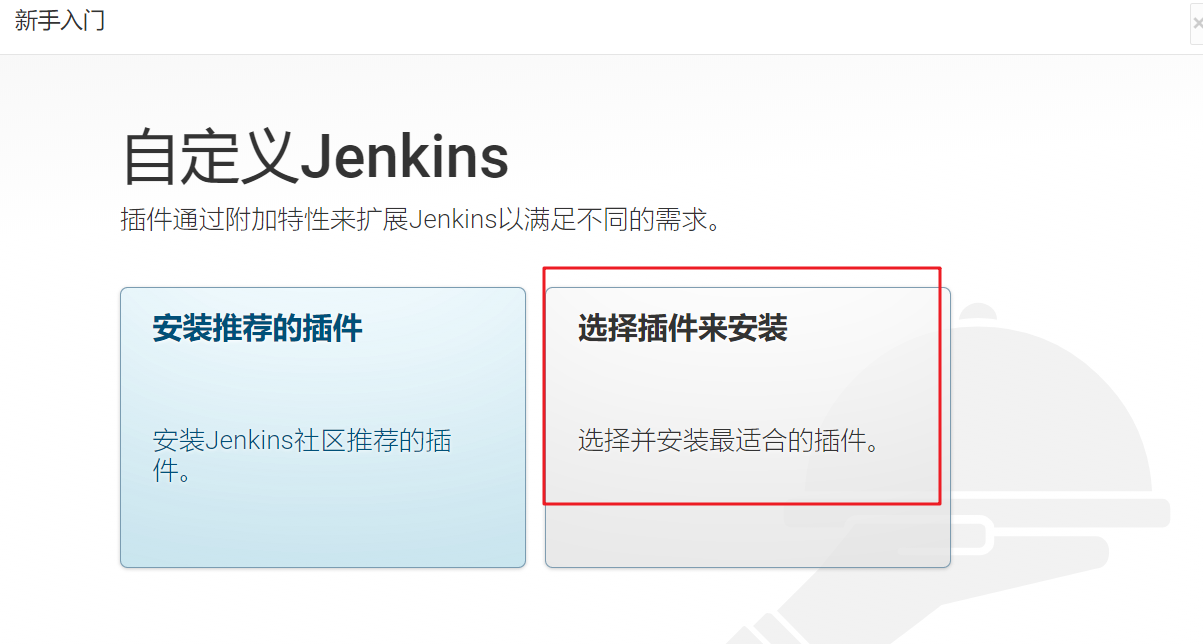 新手入门
自定义Jenkins
插件通过附加特性来扩展Jenkins以满足不同的需求。
安装推荐的插件
安装Jenkins社区推荐的插
件。
选择插件来安装
选择并安装最适合的插件。